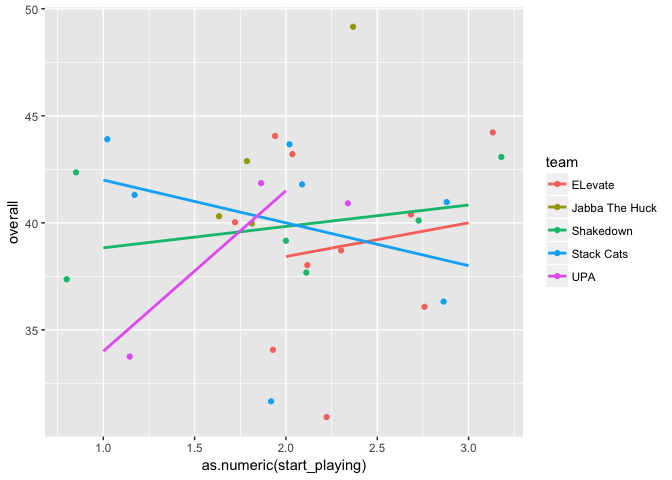 50
45
40
35
overall
1.0 1.5 2.0 2.5 3.0
as.numeric(start_playing)
team
ELevate
Jabba The Huck
Shakedown
Stack Cats
UPA